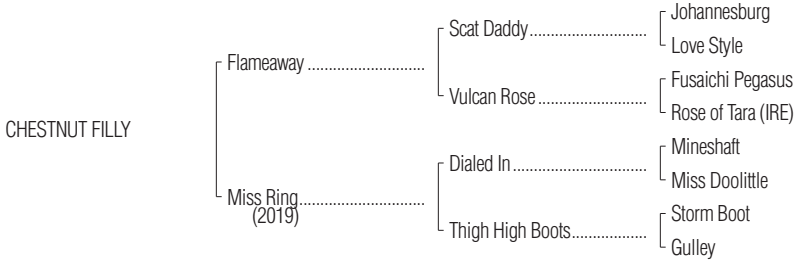 CHESTNUT FILLY
Flameaway ..............................
Miss Ring..............................
(2019)
Scat Daddy..............................
Vulcan Rose ............................
Dialed In.................................
Thigh High Boots...................
Johannesburg
Love Style
Fusaichi Pegasus
Rose of Tara (IRE)
Mineshaft
Miss Doolittle
Storm Boot
Gulley